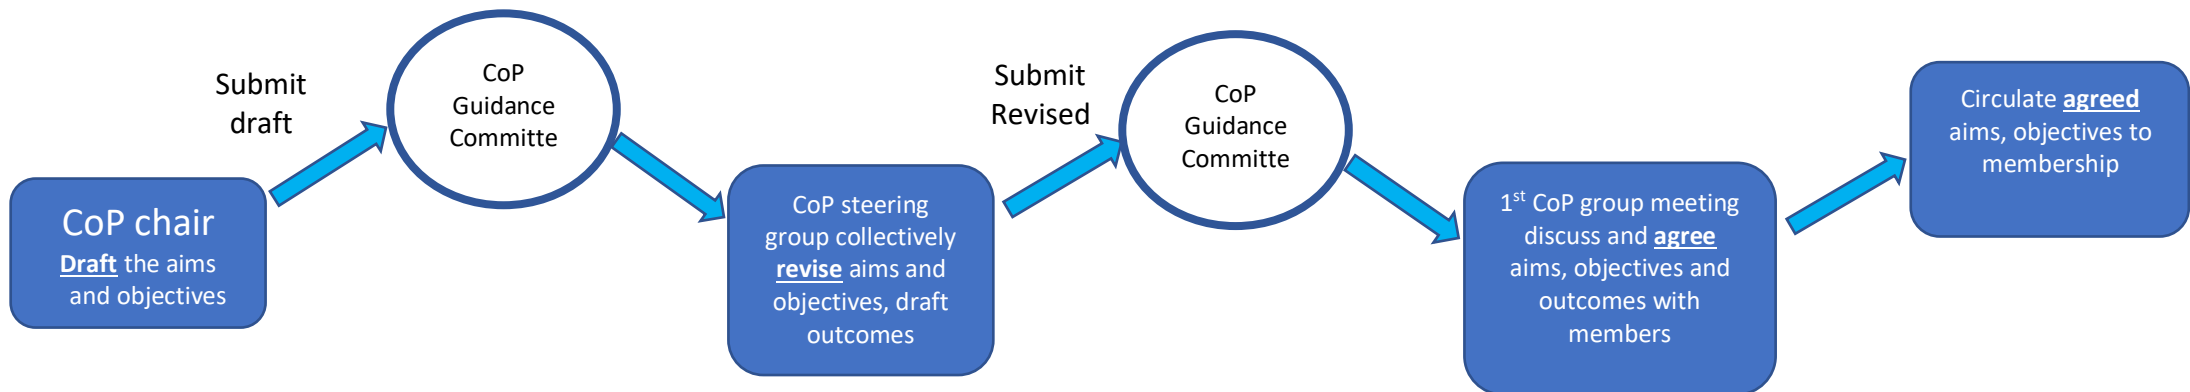 CoP chair
Draft the aims
and objectives
Submit
draft
CoP
Guidance
Committe
CoP steering
group collectively
revise aims and
objectives, draft
outcomes
Submit
Revised
CoP
Guidance
Committe
1st CoP group meeting
discuss and agree
aims, objectives and
outcomes with
members
Circulate agreed
aims, objectives to
membership